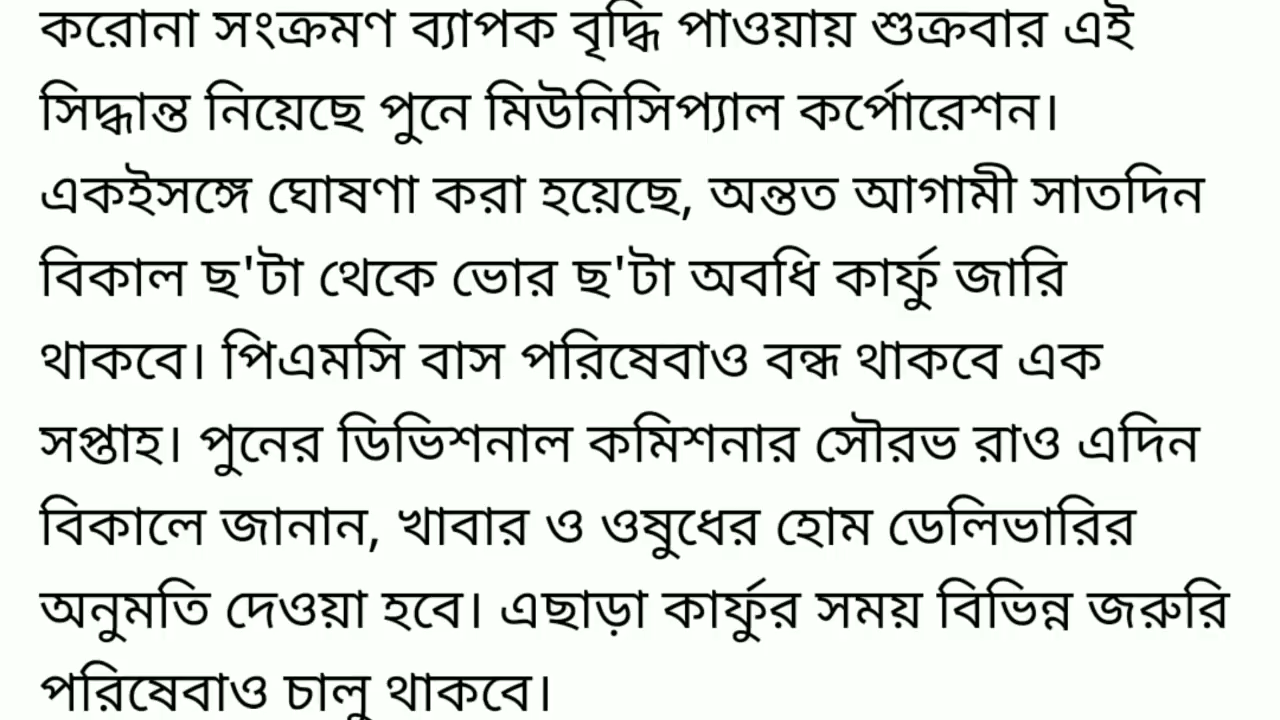 করোনা সংক্রমণ ব্যাপক বৃদ্ধি পাওয়ায় শুক্রবার এই
সিদ্ধান্ত নিয়েছে পুনে মিউনিসিপ্যাল কর্পোরেশন।
একইসঙ্গে ঘোষণা করা হয়েছে, অন্তত আগামী সাতদিন
বিকাল ছ'টা থেকে ভোর ছ'টা অবধি কার্ফু জারি
থাকবে। পিএমসি বাস পরিষেবাও বন্ধ থাকবে এক
সপ্তাহ। পুনের ডিভিশনাল কমিশনার সৌরভ রাও এদিন
বিকালে জানান, খাবার ও ওষুধের হোম ডেলিভারির
অনুমতি দেওয়া হবে। এছাড়া কার্ফুর সময় বিভিন্ন জরুরি
পরিষেবাও চালু থাকবে।